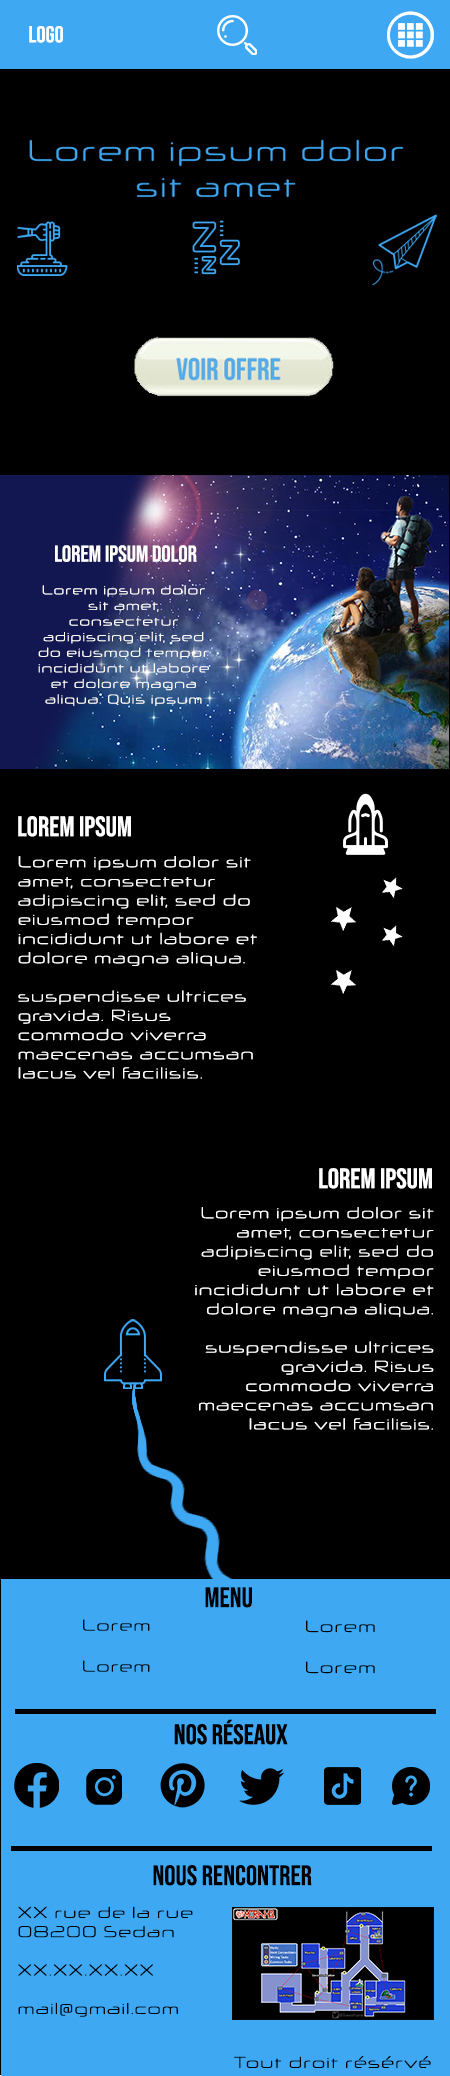 LOGO
Lorem ipsum dolor
sit amet
VOIR OFFRE
LOREM IPSUM DOLOR
Lorem ipsum dolor
sit amet,
consectetur
adipiscing elit, sed
do eiusmod tempor
incididunt ut labore
et dolore magna
aliqua. Quis ipsum
LOREM IPSUM
Lorem ipsum dolor sit
amet, consectetur
adipiscing elit, sed do
eiusmod tempor
incididunt ut labore et
dolore magna aliqua.
suspendisse ultrices
gravida. Risus
commodo viverra
maecenas accumsan
lacus vel facilisis.
LOREM IPSUM
Lorem ipsum dolor sit
amet, consectetur
adipiscing elit, sed do
eiusmod tempor
incididunt ut labore et
dolore magna aliqua.
suspendisse ultrices
gravida. Risus
commodo viverra
maecenas accumsan
lacus vel facilisis.
MENU
Lorem Lorem
Lorem Lorem
NOS RÉSEAUX
NOUS RENCONTRER
XX rue de la rue
08200 Sedan
XX.XX.XX.XX
mail@gmail.com
Tout droit résérvé